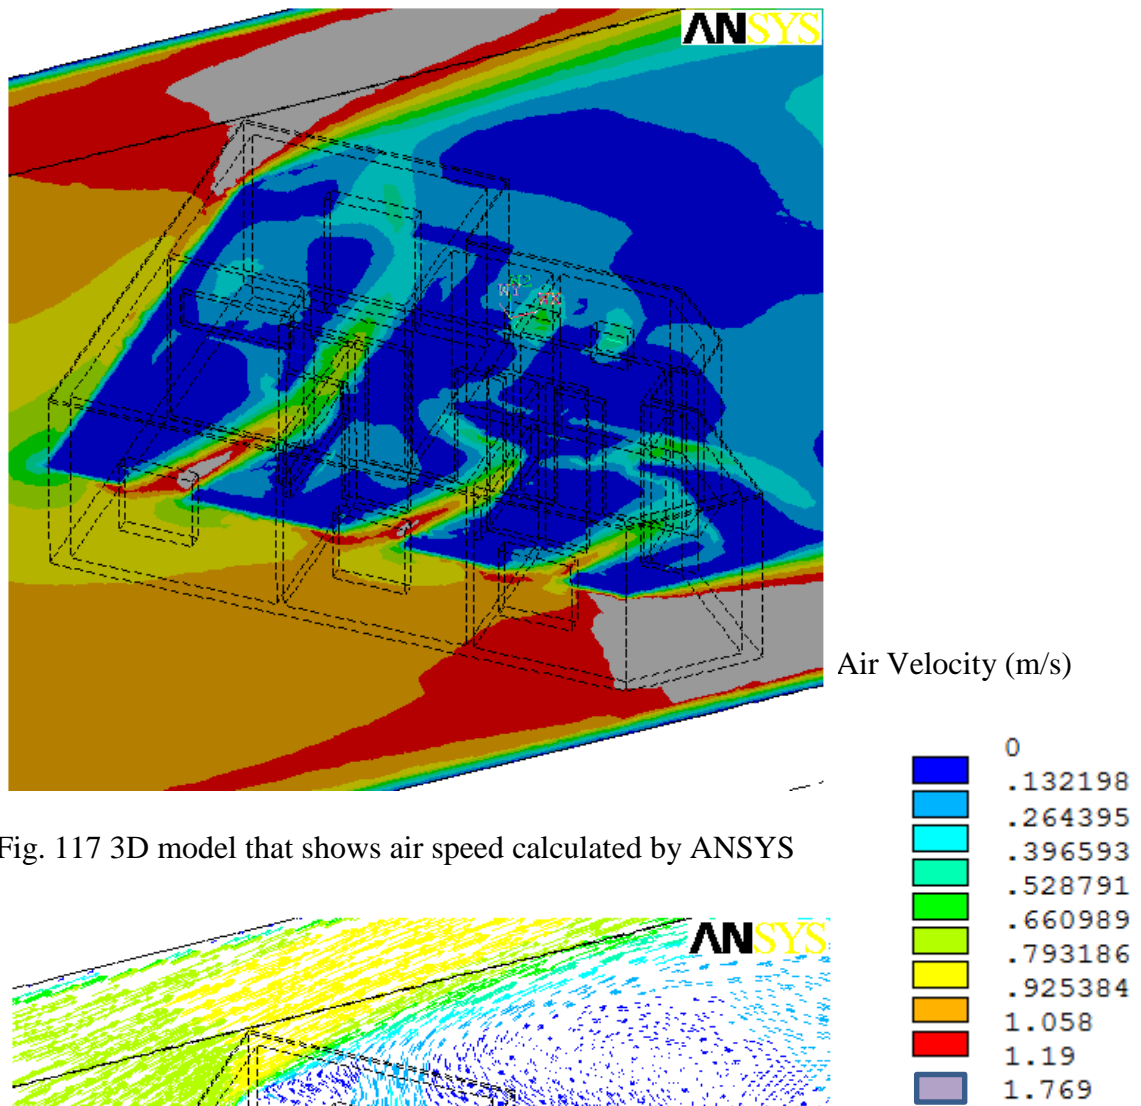 ANSYS
Air Velocity (m/s)
0
.132198
.264395
.396593
.528791
.660989
.793186
.925384
1.058
1.19
1.769
Fig. 117 3D model that shows air speed calculated by ANSYS
ANSYS